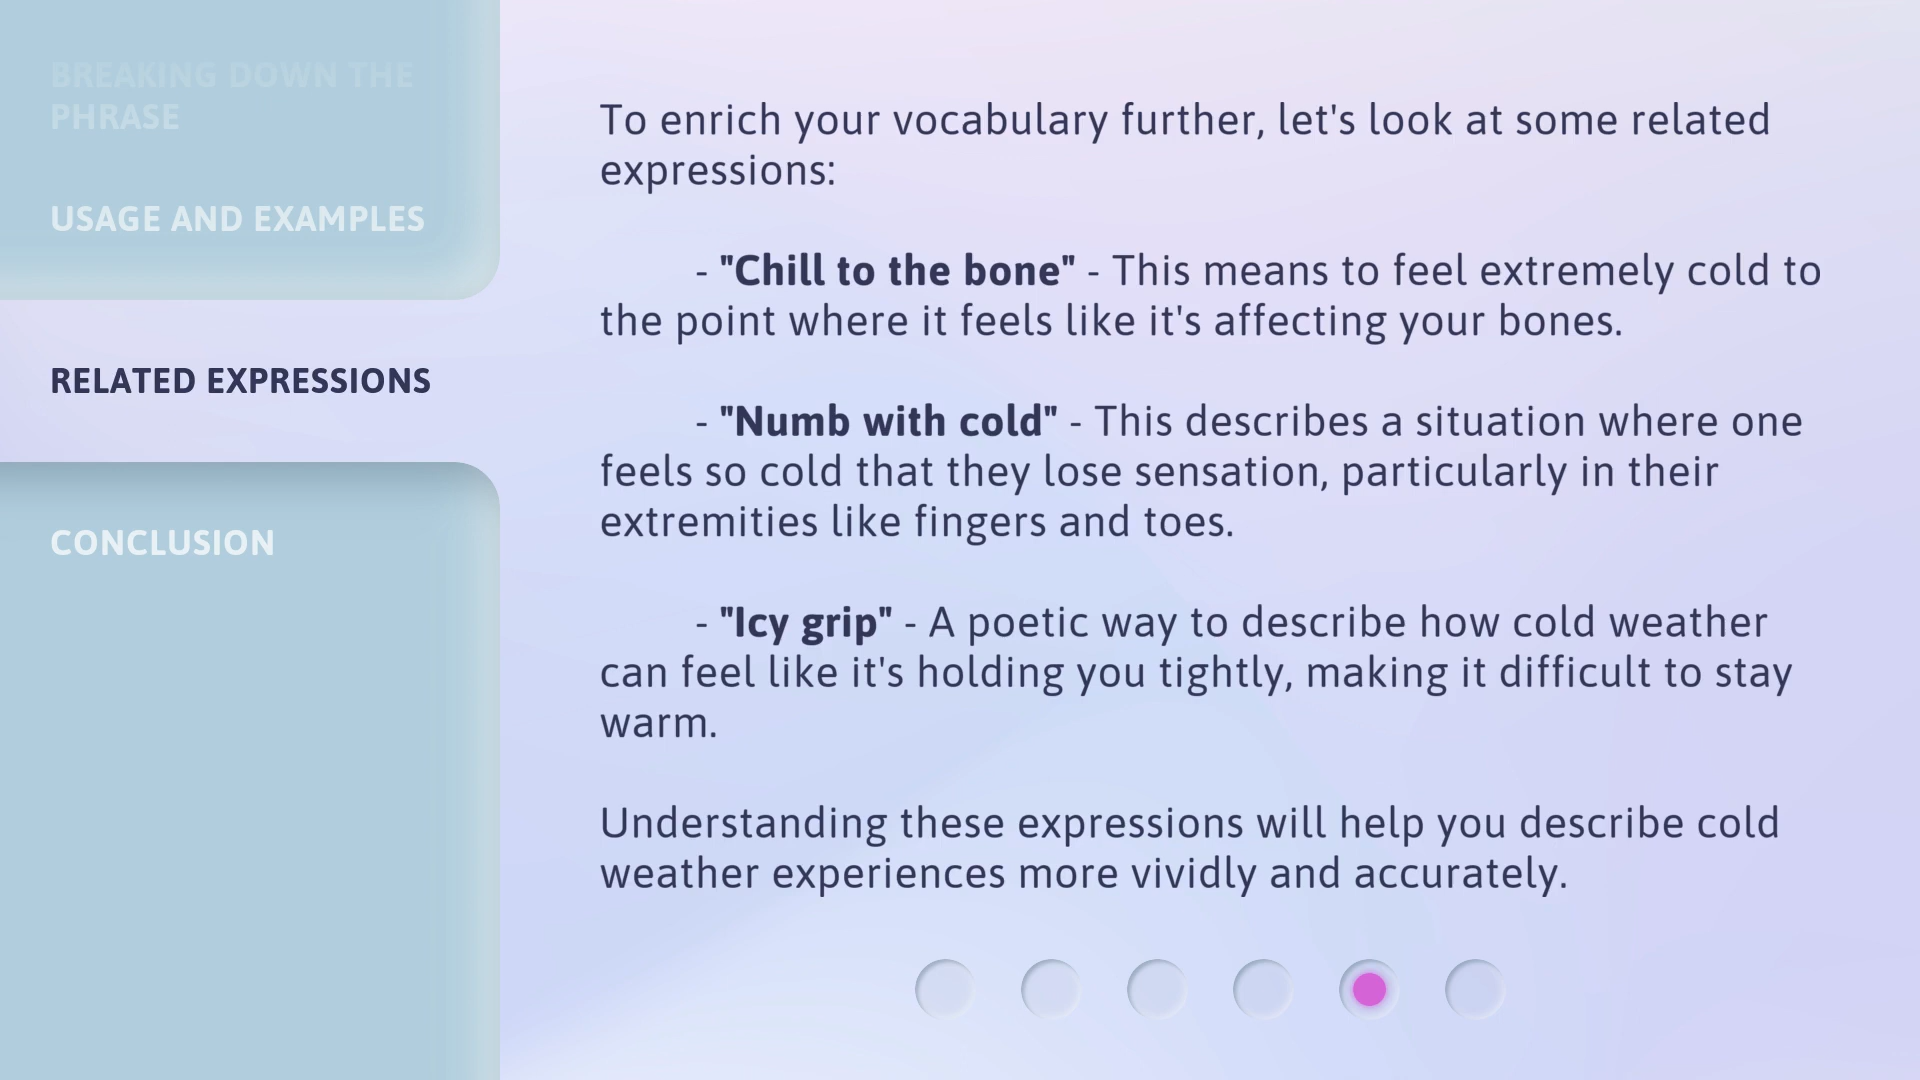 BREAKING DOWN THE
PHRASE
USAGE AND EXAMPLES
RELATED EXPRESSIONS
CONCLUSION
To enrich your vocabulary further, let's look at some related
expressions:
- "Chill to the bone" - This means to feel extremely cold to
the point where it feels like it's affecting your bones.
- "Numb with cold" - This describes a situation where one
feels so cold that they lose sensation, particularly in their
extremities like fingers and toes.
- "Icy grip" - A poetic way to describe how cold weather
can feel like it's holding you tightly, making it difficult to stay
warm.
Understanding these expressions will help you describe cold
weather experiences more vividly and accurately.